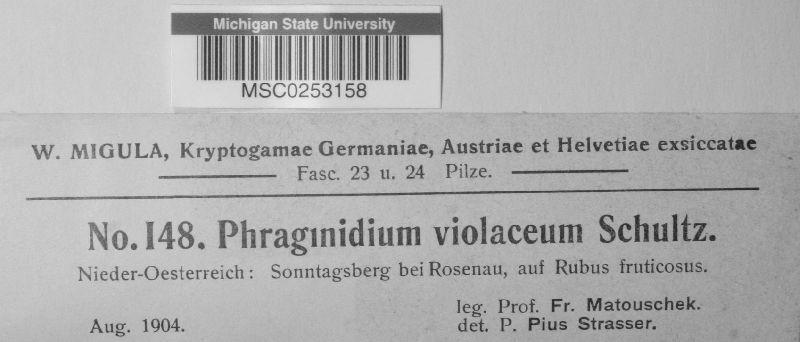 Michigan State University
MSC0253158
W. MIGULA, Kryptogamae Germaniae, Austriae et Helvetiae exsiccatae
Fasc. 23 u. 24 Pilze.
No. 148. Phragmidium violaceum Schultz.
Nieder-Oesterreich: Sonntagsberg bei Rosenau, auf Rubus fruticosus.
leg. Prof. Fr. Matouschek.
Aug. 1904.
det. P. Pius Strasser.